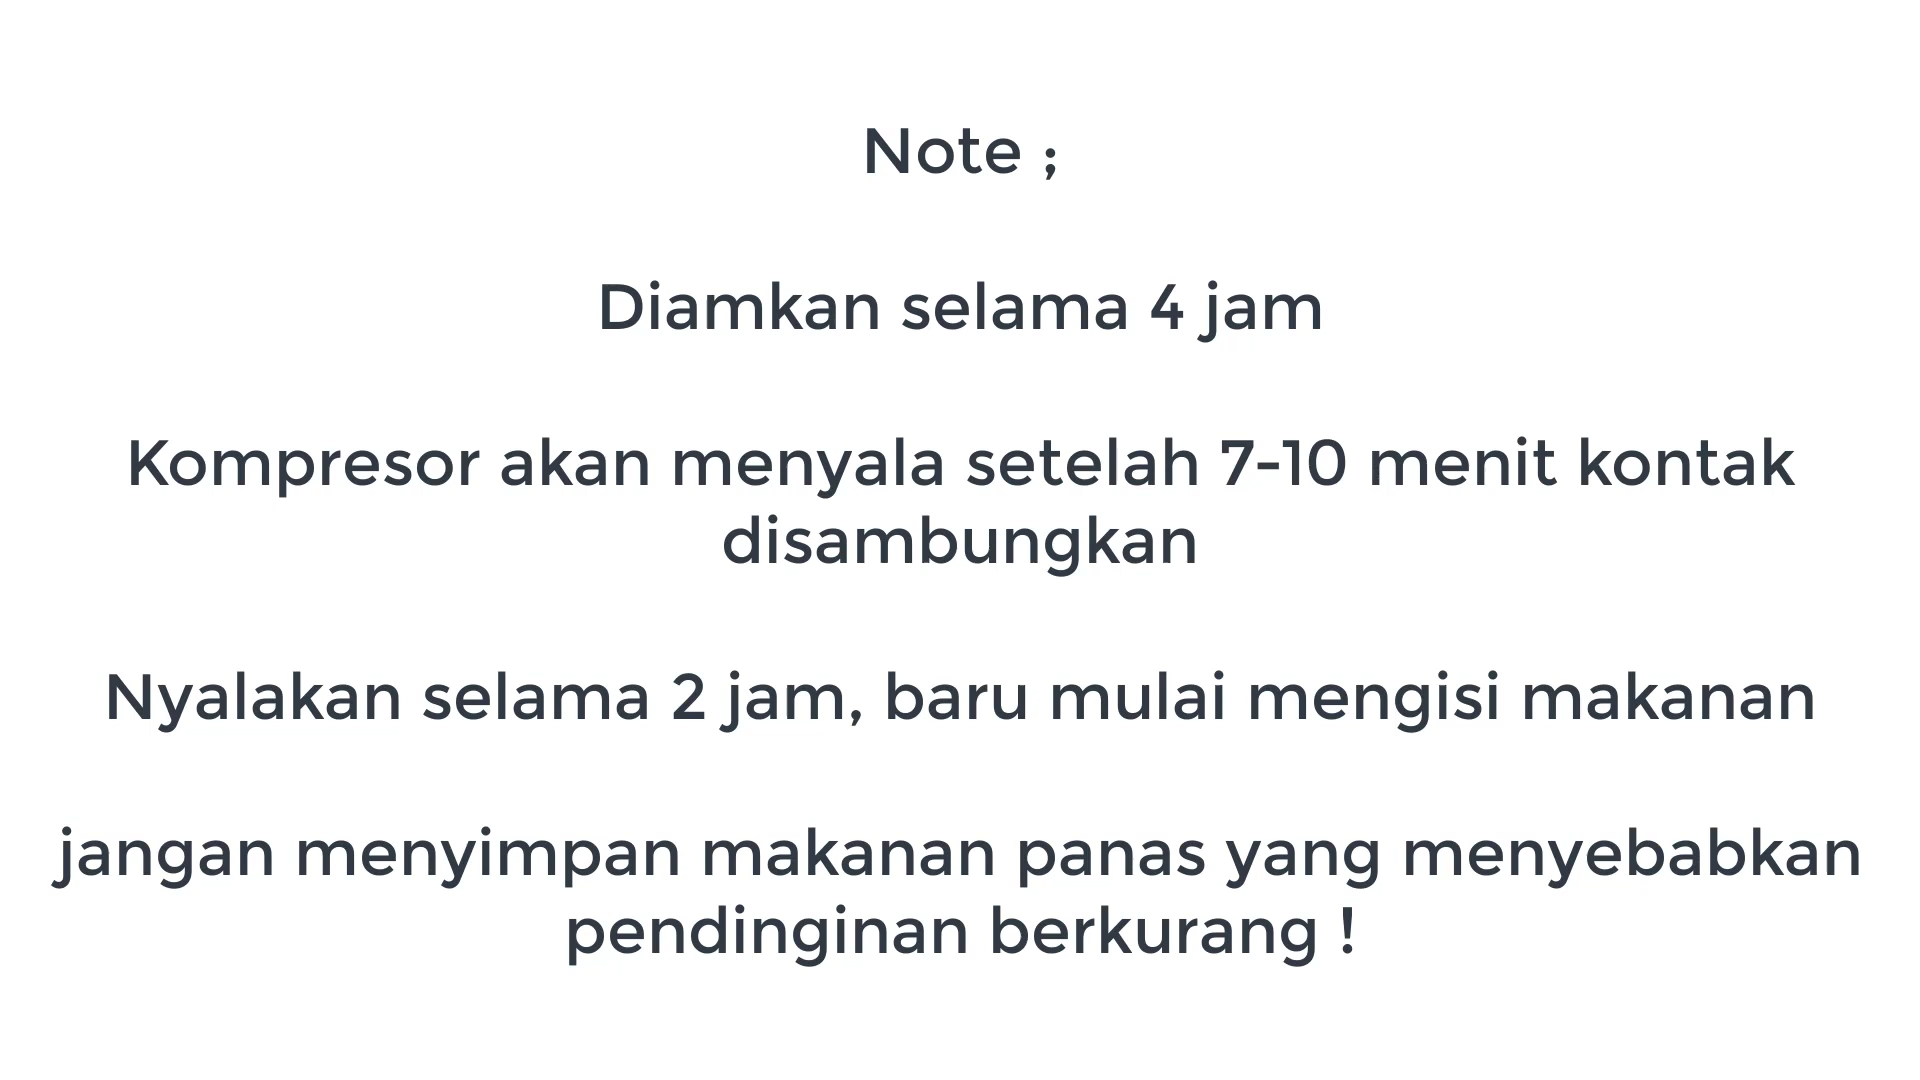 Note ;
Diamkan selama 4 jam
Kompresor akan menyala setelah 7-10 menit kontak
disambungkan
Nyalakan selama 2 jam, baru mulai mengisi makanan
jangan menyimpan makanan panas yang menyebabkan
pendinginan berkurang !